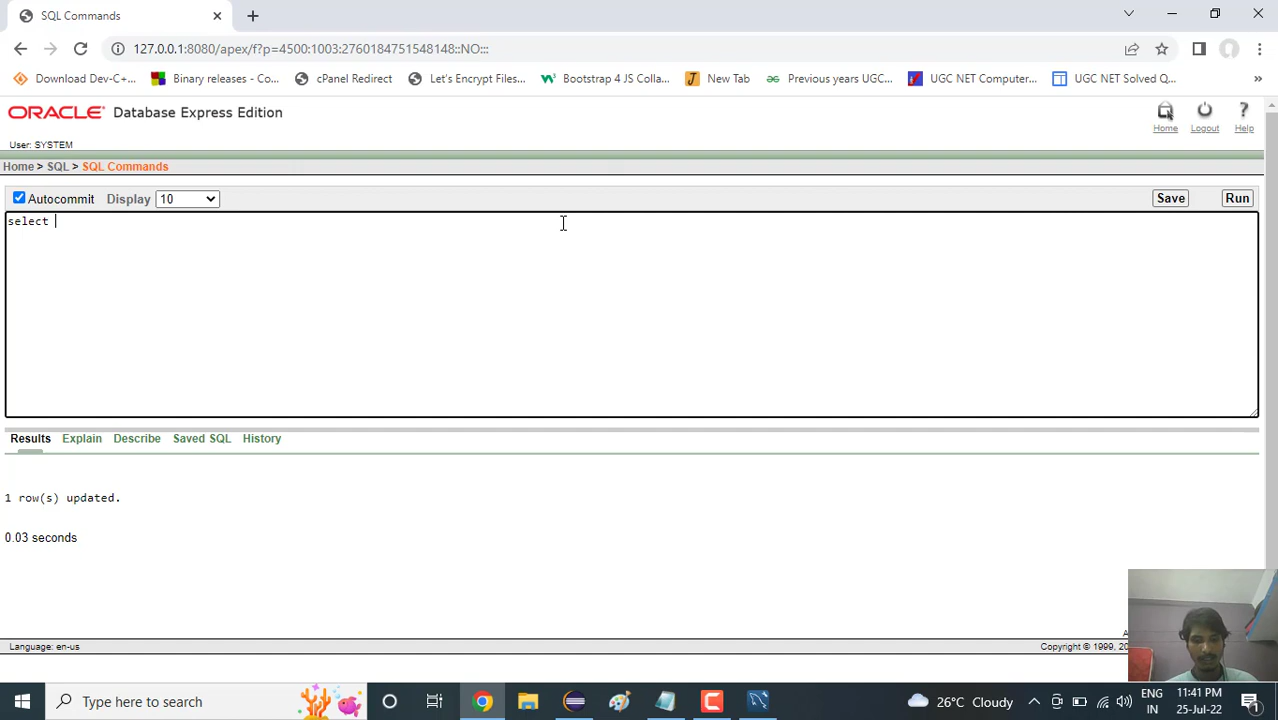 SQL Commands
127.0.0.1:8080/apex/f?p=4500:1003:2760184751548148::NO:::
Download Dev-C+... Binary releases - Co... cPanel Redirect Let's Encrypt Files... Bootstrap 4 JS Colla... New Tab Previous years UGC... UGC NET Computer... UGC NET Solved Q... »
ORACLE® Database Express Edition
Home Logout Help
User: SYSTEM
Home > SQL > SQL Commands
Autocommit Display 10 Save Run
select
Results Explain Describe Saved SQL History
1 row(s) updated.
0.03 seconds
Language: en-us Copyright © 1999, 20
Type here to search
26°C Cloudy
ENG
IN
11:41 PM
25-Jul-22
1